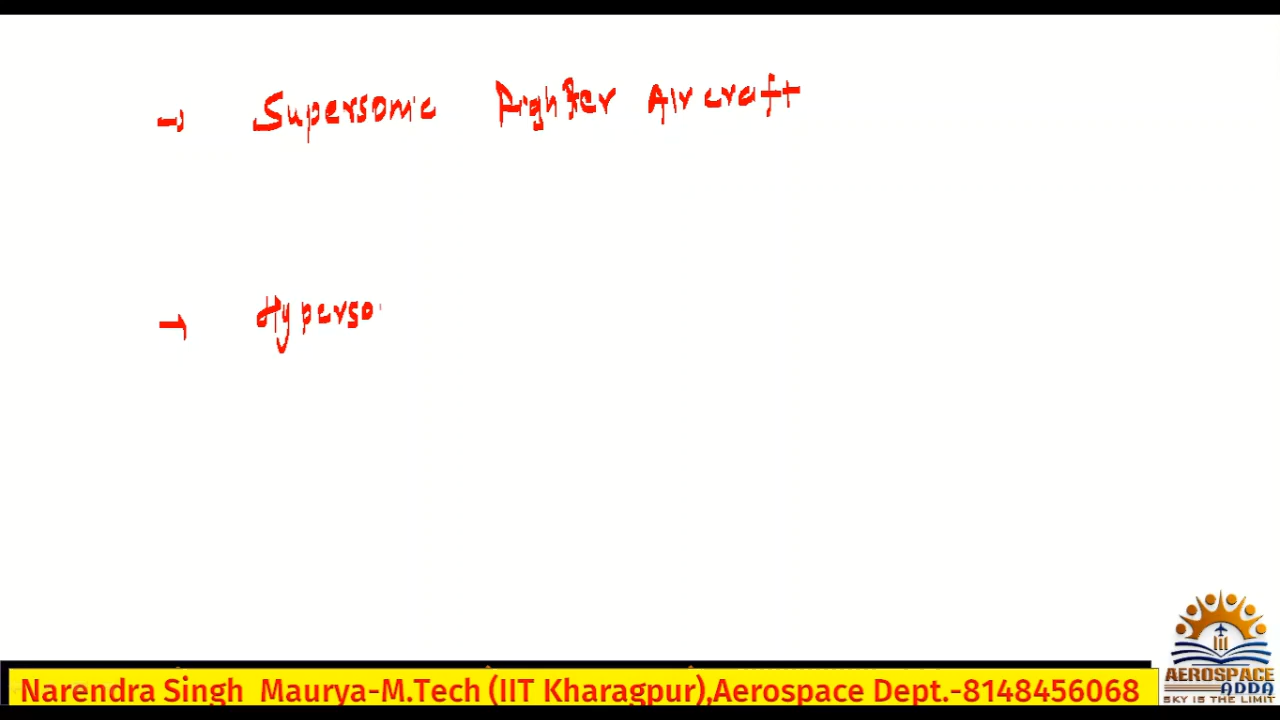 → Supersonic Fighter Aircraft
→ Hyperso
Narendra Singh Maurya-M.Tech (IIT Kharagpur),Aerospace Dept.-8148456068
AEROSPACE
ADDA
SKY IS THE LIMIT